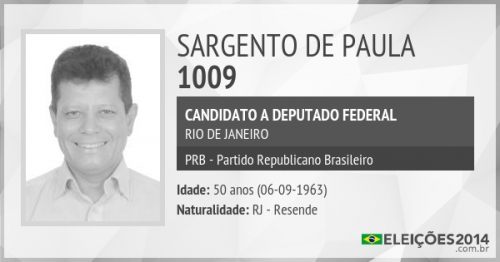 SARGENTO DE PAULA
1009
CANDIDATO A DEPUTADO FEDERAL
RIO DE JANEIRO
PRB - Partido Republicano Brasileiro
Idade: 50 anos (06-09-1963)
Naturalidade: RJ - Resende
ELEIÇÕES2014
.com.br